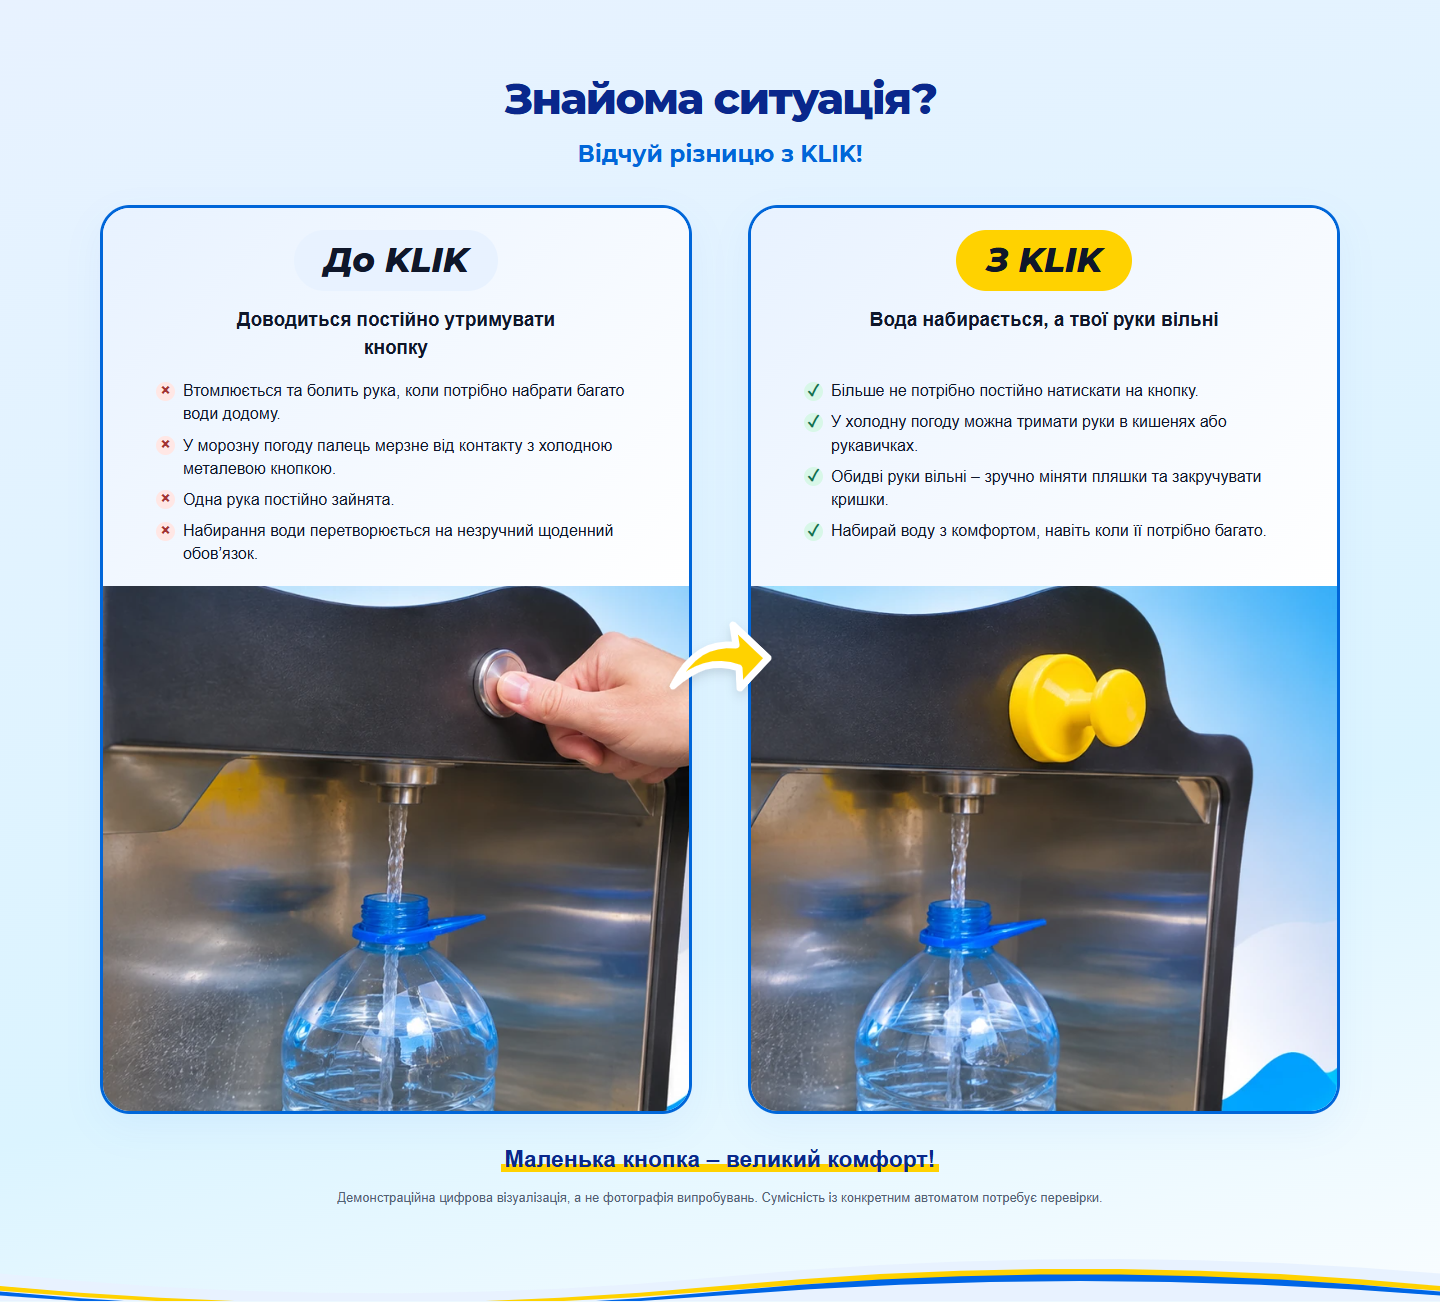 Знайома ситуація?
Відчуй різницю з KLIK!
До KLIK
Доводиться постійно утримувати
кнопку
× Втомлюється та болить рука, коли потрібно набрати багато
води додому.
× У морозну погоду палець мерзне від контакту з холодною
металевою кнопкою.
× Одна рука постійно зайнята.
× Набирання води перетворюється на незручний щоденний
обов’язок.
З KLIK
Вода набирається, а твої руки вільні
✓ Більше не потрібно постійно натискати на кнопку.
✓ У холодну погоду можна тримати руки в кишенях або
рукавичках.
✓ Обидві руки вільні – зручно міняти пляшки та закручувати
кришки.
✓ Набирай воду з комфортом, навіть коли її потрібно багато.
Маленька кнопка – великий комфорт!
Демонстраційна цифрова візуалізація, а не фотографія випробувань. Сумісність із конкретним автоматом потребує перевірки.